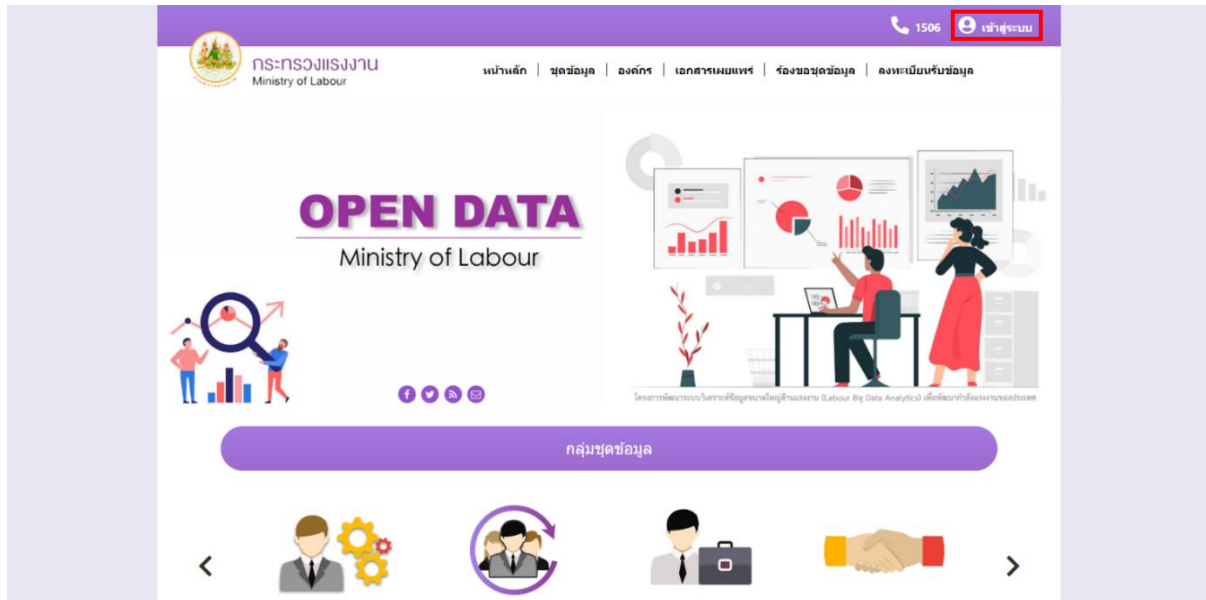 1506 เข้าสู่ระบบ
กระทรวงแรงงาน
Ministry of Labour
หน้าหลัก | ชุดข้อมูล | องค์กร | เอกสารเผยแพร่ | ร้องขอชุดข้อมูล | ลงทะเบียนรับข้อมูล
OPEN DATA
Ministry of Labour
โครงการพัฒนาระบบวิเคราะห์ข้อมูลขนาดใหญ่ด้านแรงงาน (Labour Big Data Analytics) เพื่อพัฒนากำลังแรงงานของประเทศ
กลุ่มชุดข้อมูล